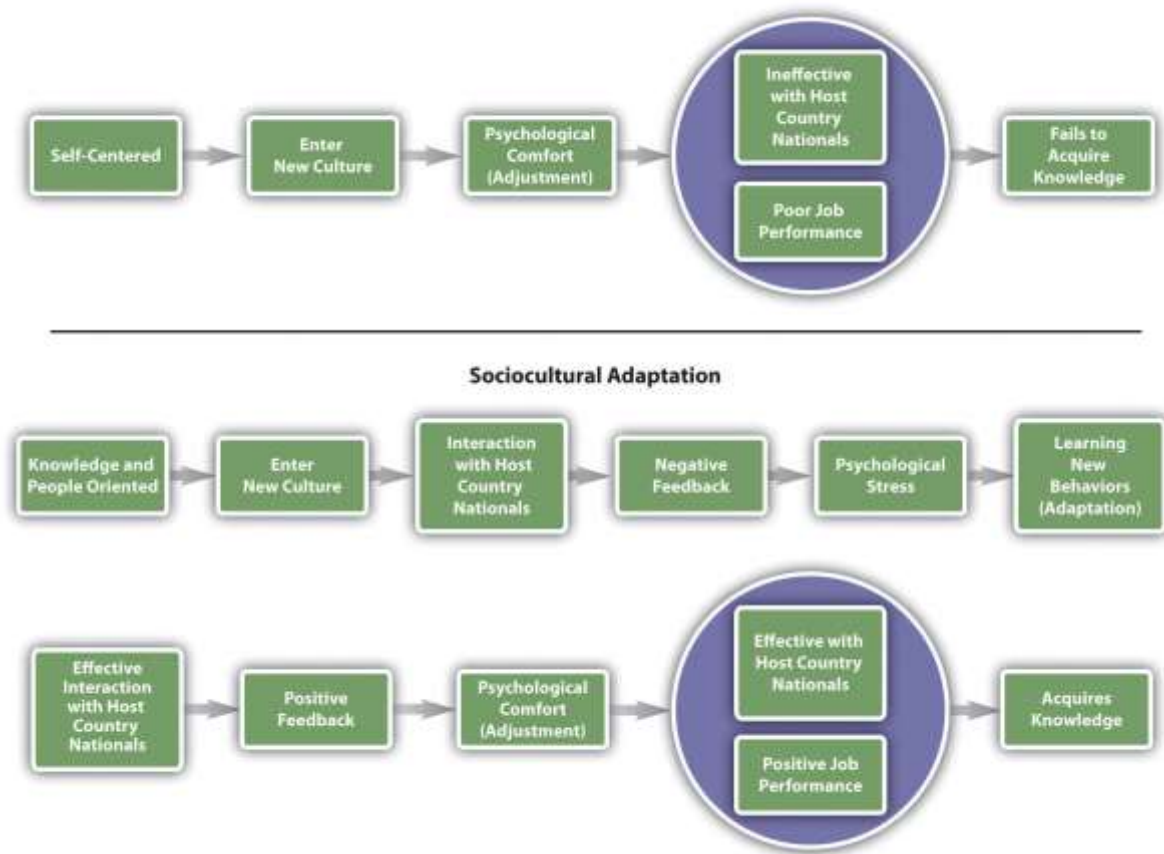 Self-Centered
Enter
New Culture
Psychological
Comfort
(Adjustment)
Ineffective
with Host
Country
Nationals
Poor Job
Performance
Fails to
Acquire
Knowledge
Sociocultural Adaptation
Knowledge and
People Oriented
Enter
New Culture
Interaction
with Host
Country
Nationals
Negative
Feedback
Psychological
Stress
Learning
New
Behaviors
(Adaptation)
Effective
Interaction
with Host
Country
Nationals
Positive
Feedback
Psychological
Comfort
(Adjustment)
Effective with
Host Country
Nationals
Positive Job
Performance
Acquires
Knowledge